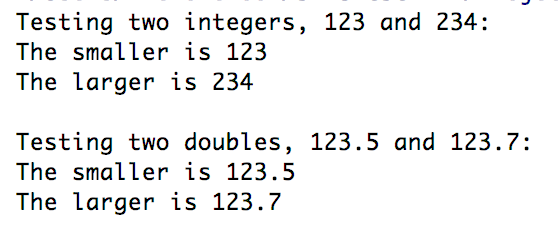 Testing two integers, 123 and 234:
The smaller is 123
The larger is 234
Testing two doubles, 123.5 and 123.7:
The smaller is 123.5
The larger is 123.7